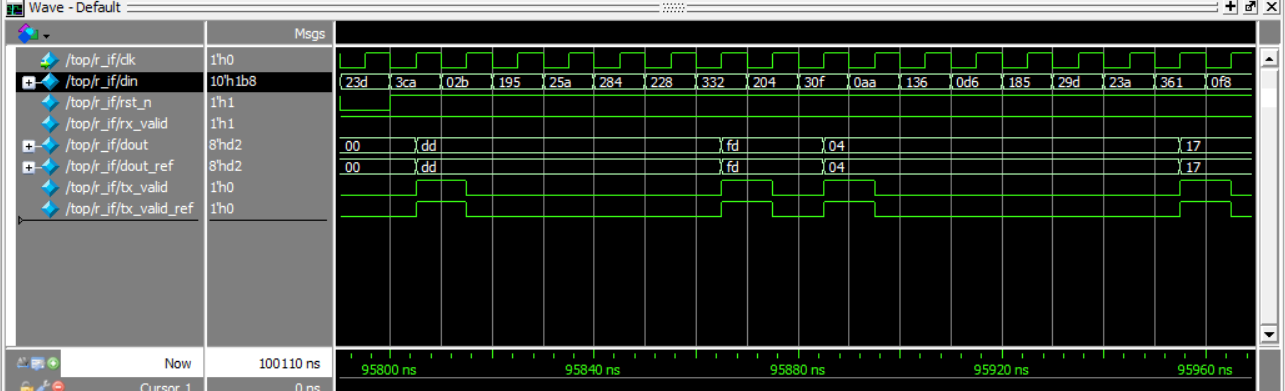 Wave - Default
Msgs
/top/r_if/clk 1'h0
/top/r_if/din 10'h1b8 23d 3ca 02b 195 25a 284 228 332 204 30f 0aa 136 0d6 185 29d 23a 361 0f8
/top/r_if/rst_n 1'h1
/top/r_if/rx_valid 1'h1
/top/r_if/dout 8'hd2 00 dd fd 04 17
/top/r_if/dout_ref 8'hd2 00 dd fd 04 17
/top/r_if/tx_valid 1'h0
/top/r_if/tx_valid_ref 1'h0
Now 100110 ns 95800 ns 95840 ns 95880 ns 95920 ns 95960 ns
Cursor 1 0 ns